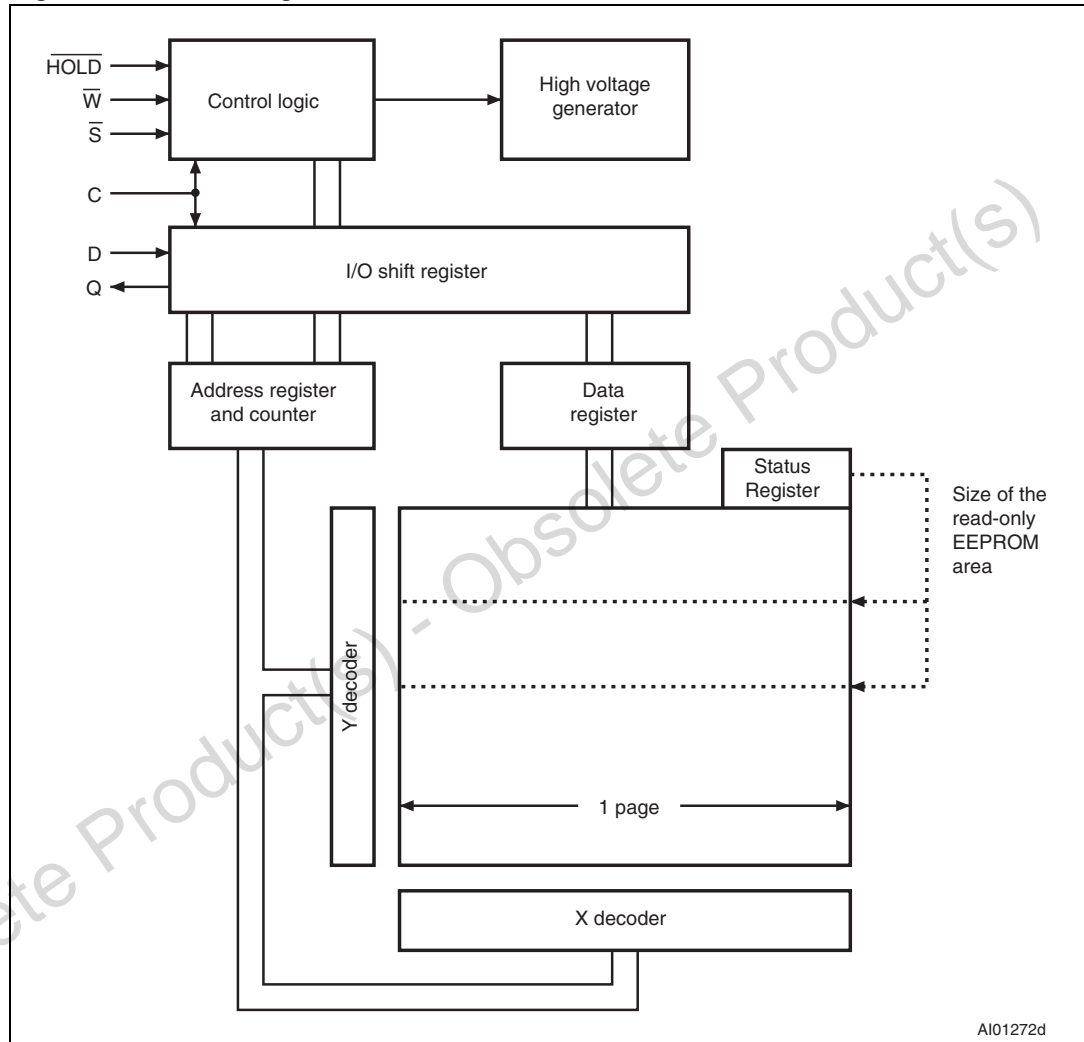 HOLD
W
S
C
D
Q
Control logic
High voltage
generator
I/O shift register
Address register
and counter
Data
register
Status
Register
Size of the
read-only
EEPROM
area
Y decoder
1 page
X decoder
AI01272d
Obsolete Product(s) - Obsolete Product(s)